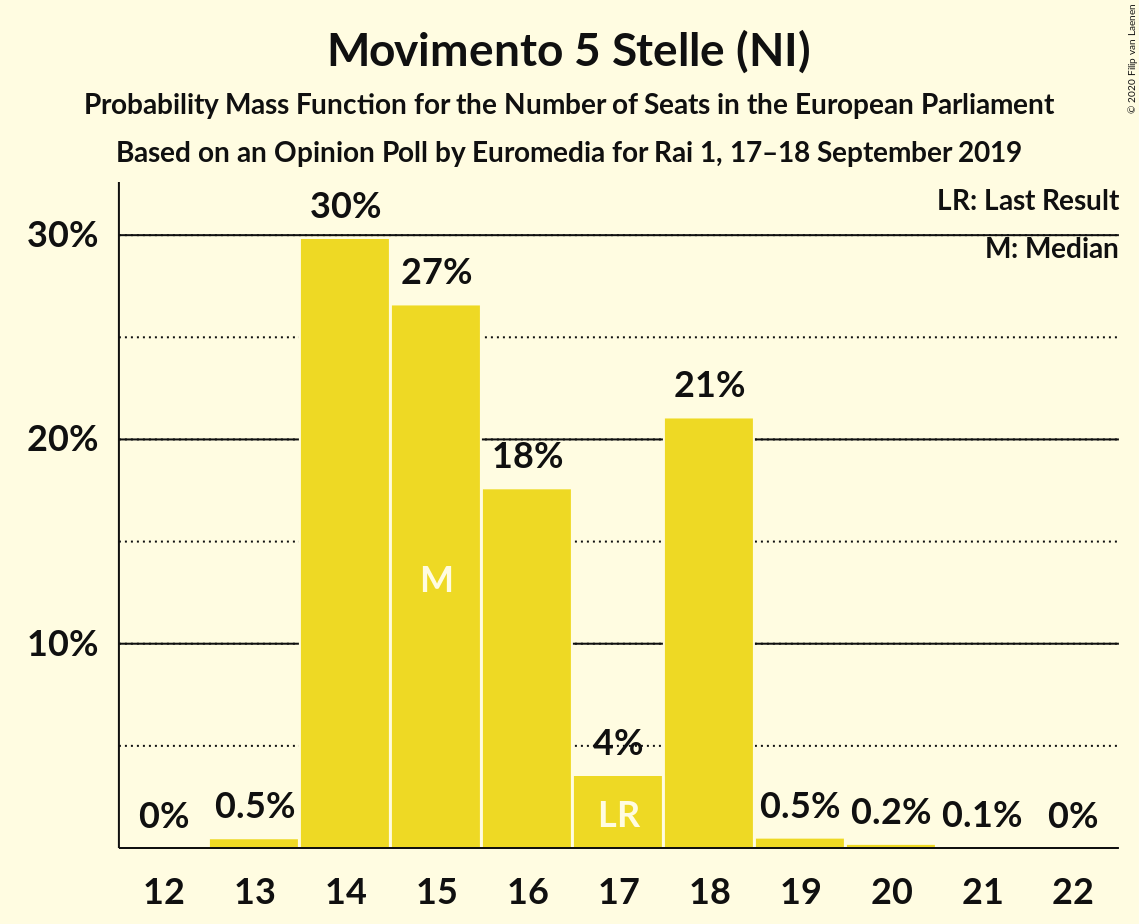 Movimento 5 Stelle (NI)
Probability Mass Function for the Number of Seats in the European Parliament
Based on an Opinion Poll by Euromedia for Rai 1, 17–18 September 2019
© 2020 Filip van Laenen
LR: Last Result
M: Median
30%
20%
10%
0%
0.5%
30%
27%
18%
4%
21%
0.5%
0.2%
0.1%
0%
M
LR
12 13 14 15 16 17 18 19 20 21 22